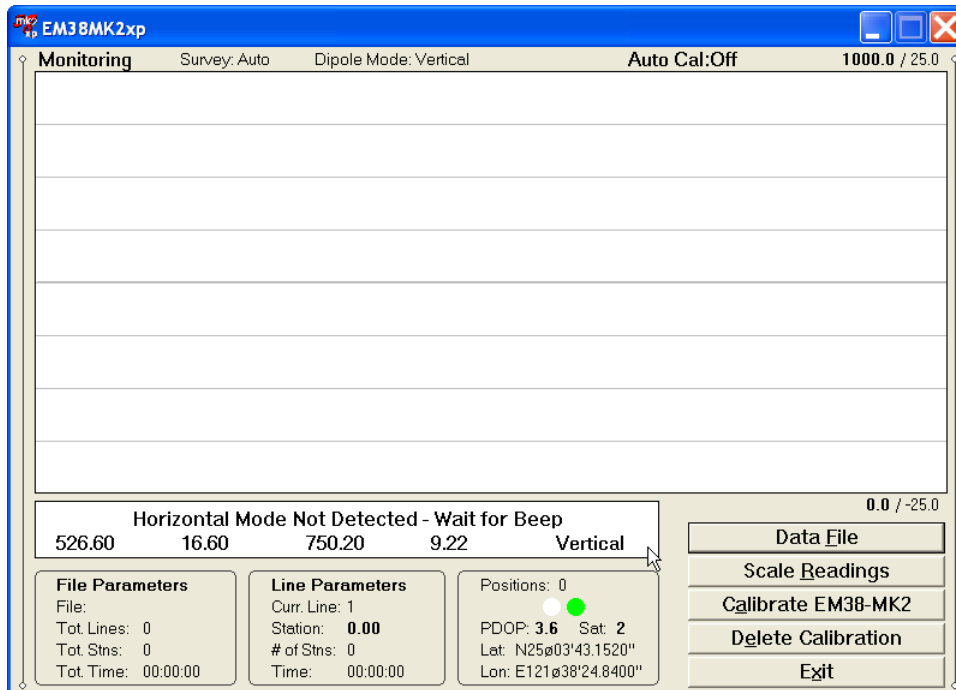 mk2 xp EM38MK2xp
Monitoring Survey: Auto Dipole Mode: Vertical Auto Cal:Off 1000.0 / 25.0
0.0 / -25.0
Horizontal Mode Not Detected - Wait for Beep
526.60 16.60 750.20 9.22 Vertical
File Parameters
File:
Tot. Lines: 0
Tot. Stns: 0
Tot. Time: 00:00:00
Line Parameters
Curr. Line: 1
Station: 0.00
# of Stns: 0
Time: 00:00:00
Positions: 0
PDOP: 3.6 Sat: 2
Lat: N25ø03'43.1520"
Lon: E121ø38'24.8400"
Data File
Scale Readings
Calibrate EM38-MK2
Delete Calibration
Exit